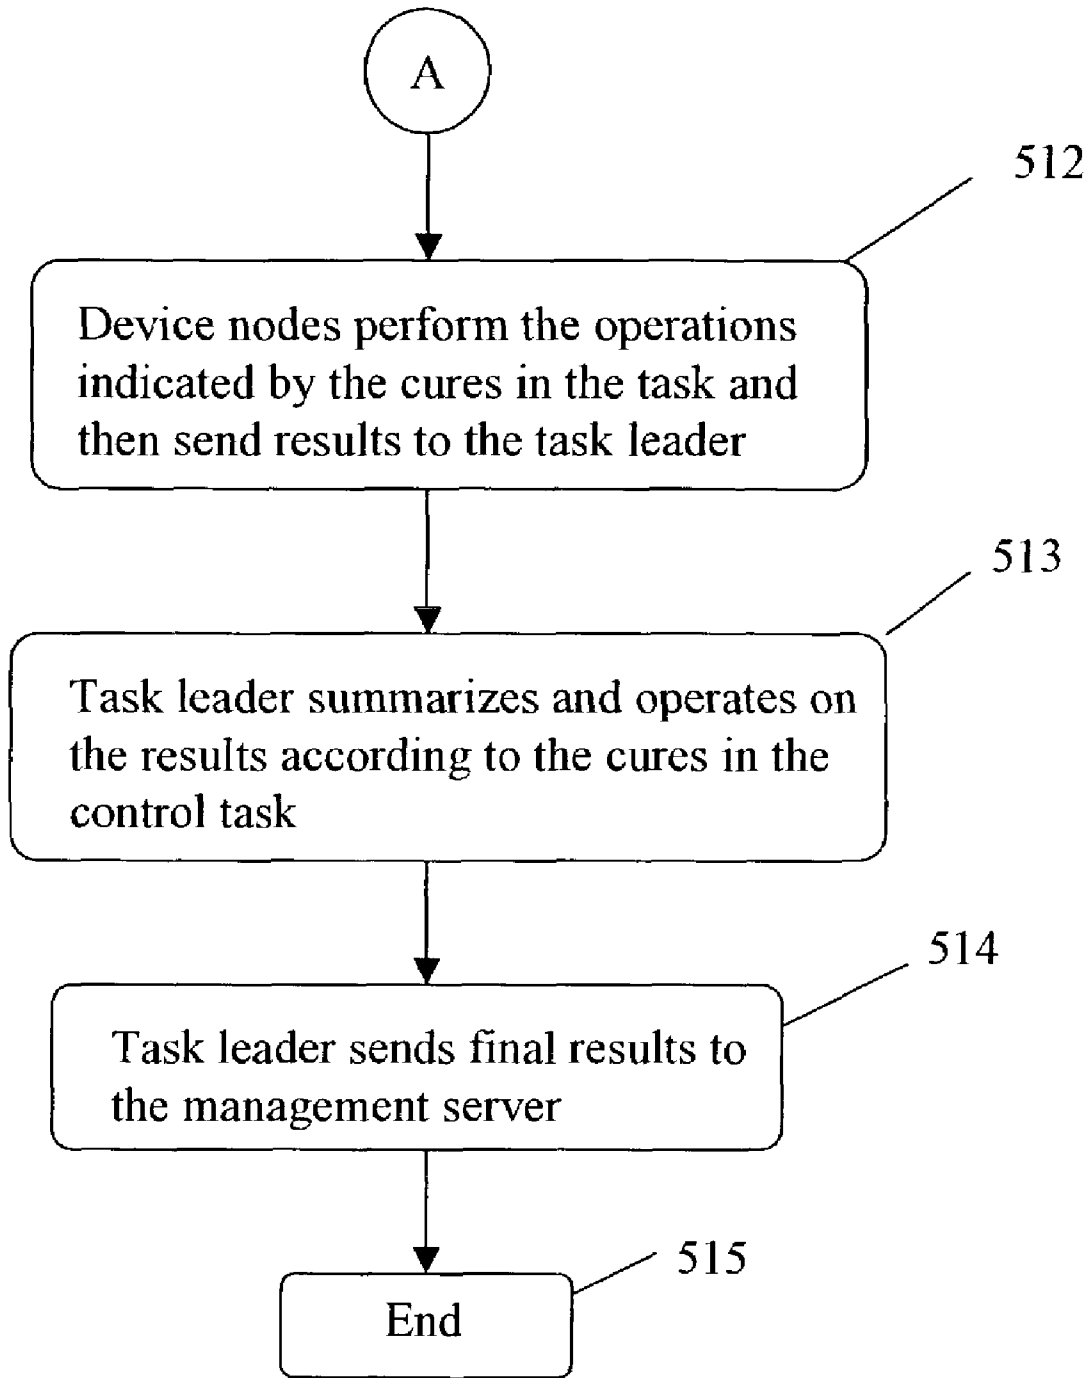 A
512
Device nodes perform the operations
indicated by the cures in the task and
then send results to the task leader
513
Task leader summarizes and operates on
the results according to the cures in the
control task
514
Task leader sends final results to
the management server
515
End